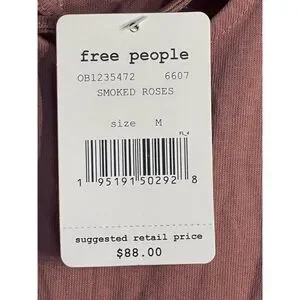 free people
OB1235472 6607
SMOKED ROSES
size M
1 95191 50292 8
suggested retail price
$88.00